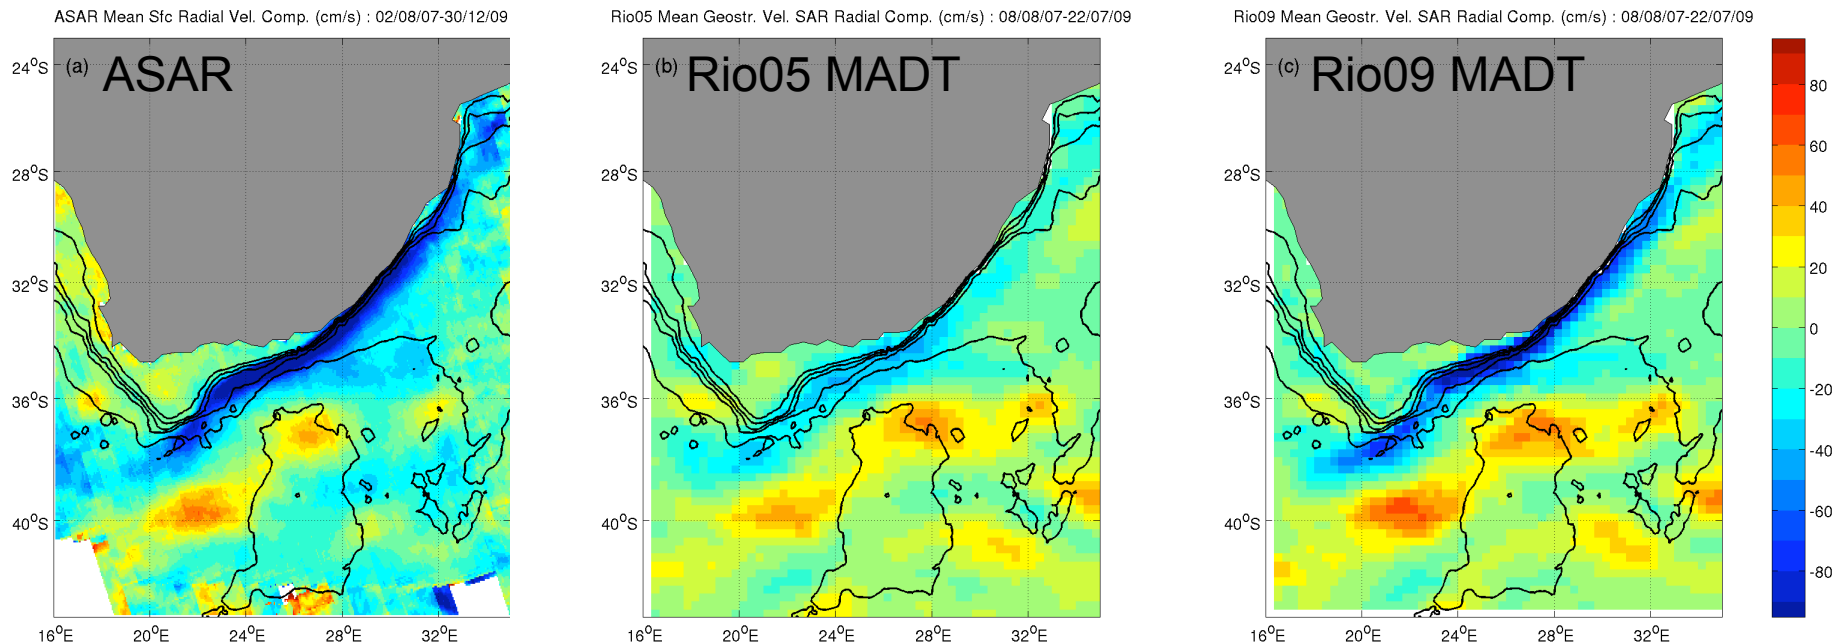 ASAR Mean Sfc Radial Vel. Comp. (cm/s) : 02/08/07-30/12/09
Rio05 Mean Geostr. Vel. SAR Radial Comp. (cm/s) : 08/08/07-22/07/09
Rio09 Mean Geostr. Vel. SAR Radial Comp. (cm/s) : 08/08/07-22/07/09
(a) ASAR
(b) Rio05 MADT
(c) Rio09 MADT
24°S
28°S
32°S
36°S
40°S
16°E 20°E 24°E 28°E 32°E
24°S
28°S
32°S
36°S
40°S
16°E 20°E 24°E 28°E 32°E
24°S
28°S
32°S
36°S
40°S
16°E 20°E 24°E 28°E 32°E
80
60
40
20
0
-20
-40
-60
-80